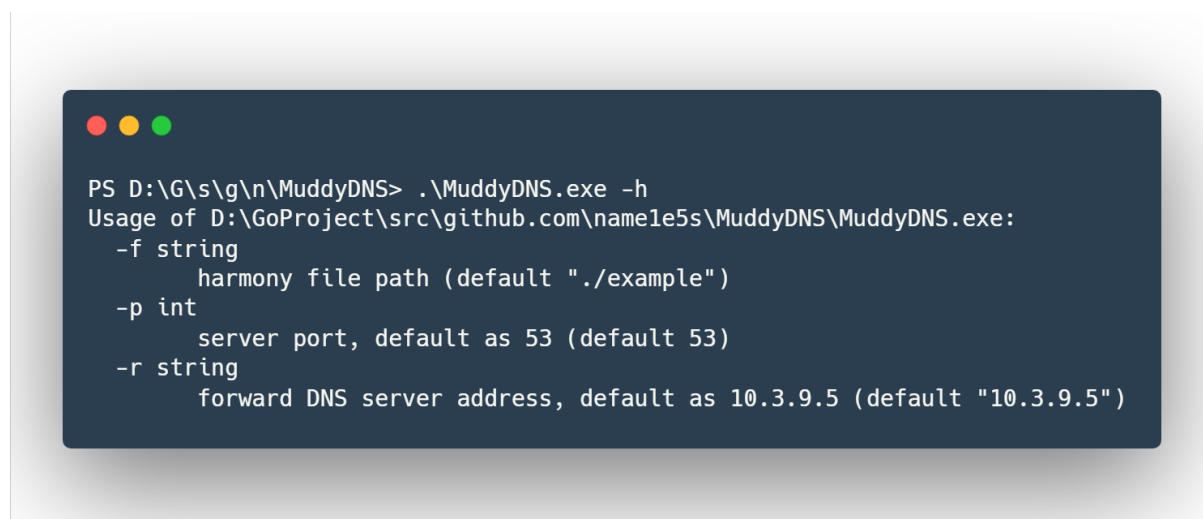 PS D:\G\s\g\n\MuddyDNS> .\MuddyDNS.exe -h
Usage of D:\GoProject\src\github.com\name1e5s\MuddyDNS\MuddyDNS.exe:
  -f string
        harmony file path (default "./example")
  -p int
        server port, default as 53 (default 53)
  -r string
        forward DNS server address, default as 10.3.9.5 (default "10.3.9.5")